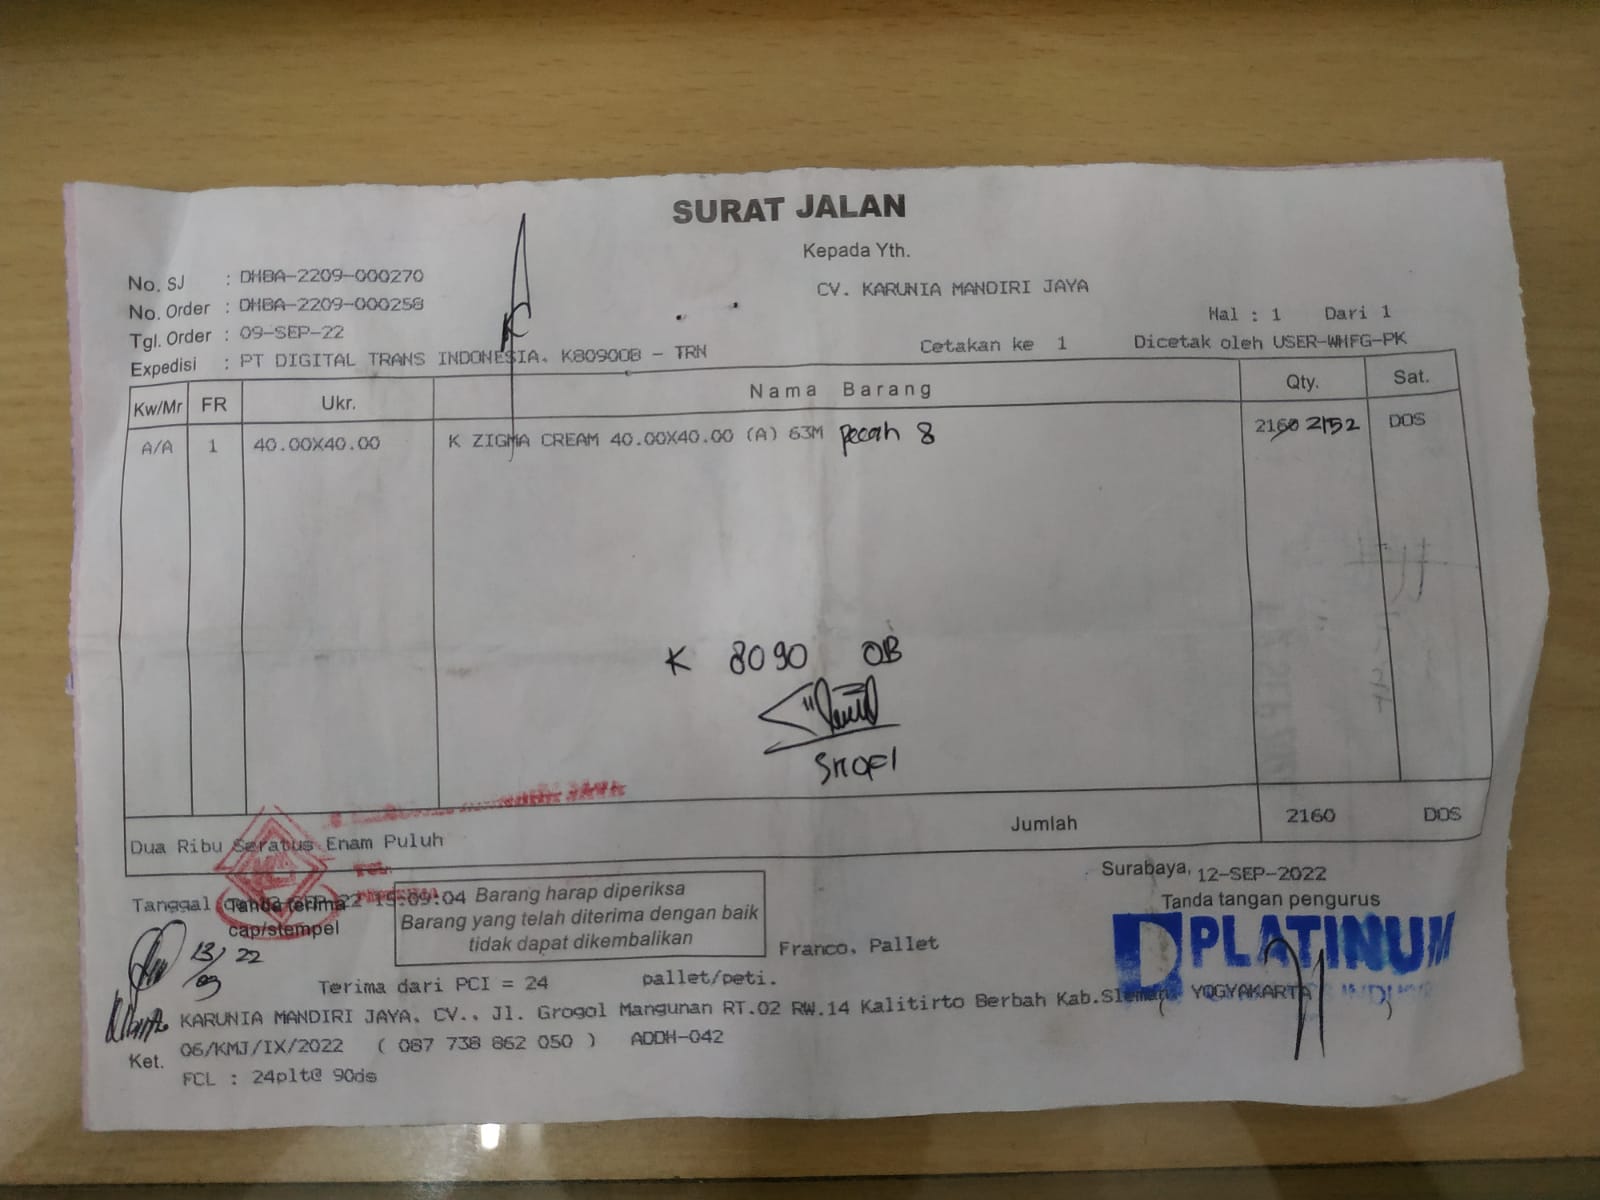 SURAT JALAN
Kepada Yth.
No. SJ : DHBA-2209-000270
CV. KARUNIA MANDIRI JAYA
No. Order : DHBA-2209-000258
Hal : 1 Dari 1
Tgl. Order : 09-SEP-22
Cetakan ke 1 Dicetak oleh USER-WHFG-PK
Expedisi : PT DIGITAL TRANS INDONESIA. K8090OB - TRN
Kw/Mr FR Ukr. Nama Barang Qty. Sat.
A/A 1 40.00X40.00 K ZIGMA CREAM 40.00X40.00 (A) 63M Pecah 8 2160 2152 DOS
K 8090 OB
Dua Ribu Seratus Enam Puluh Jumlah 2160 DOS
Surabaya, 12-SEP-2022
Tanggal 15:09:04
Tanda terima
cap/stempel
Barang harap diperiksa
Barang yang telah diterima dengan baik
tidak dapat dikembalikan
Tanda tangan pengurus
PLATINUM
13/09 22
Franco. Pallet
Terima dari PCI = 24 pallet/peti.
KARUNIA MANDIRI JAYA. CV.. Jl. Grogol Mangunan RT.02 RW.14 Kalitirto Berbah Kab.Sleman YOGYAKARTA
( )
06/KMJ/IX/2022 ( 087 738 862 050 ) ADDH-042
Ket.
FCL : 24plt@ 90ds